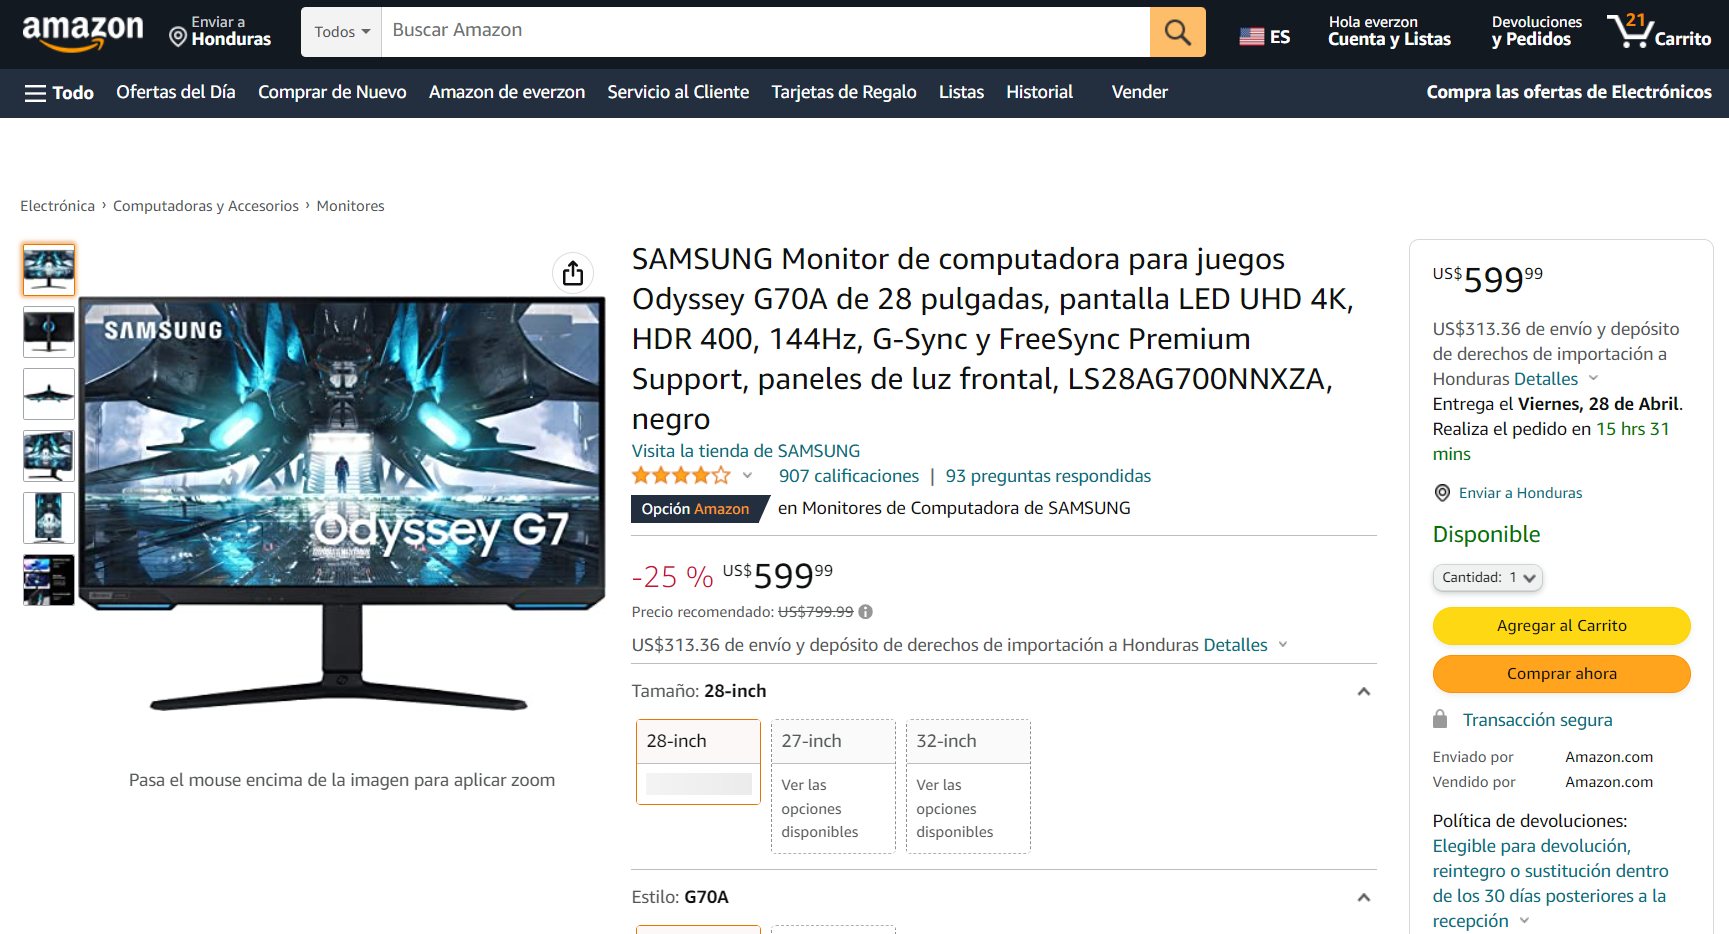 amazon
Enviar a
Honduras
Todos
Buscar Amazon
ES
Hola everzon
Cuenta y Listas
Devoluciones
y Pedidos
21
Carrito
Todo
Ofertas del Día
Comprar de Nuevo
Amazon de everzon
Servicio al Cliente
Tarjetas de Regalo
Listas
Historial
Vender
Compra las ofertas de Electrónicos
Electrónica › Computadoras y Accesorios › Monitores
SAMSUNG
Odyssey G7
Pasa el mouse encima de la imagen para aplicar zoom
SAMSUNG Monitor de computadora para juegos
Odyssey G70A de 28 pulgadas, pantalla LED UHD 4K,
HDR 400, 144Hz, G-Sync y FreeSync Premium
Support, paneles de luz frontal, LS28AG700NNXZA,
negro
Visita la tienda de SAMSUNG
907 calificaciones | 93 preguntas respondidas
Opción Amazon en Monitores de Computadora de SAMSUNG
-25 % US$59999
Precio recomendado: US$799.99
US$313.36 de envío y depósito de derechos de importación a Honduras Detalles
Tamaño: 28-inch
28-inch
27-inch
Ver las
opciones
disponibles
32-inch
Ver las
opciones
disponibles
Estilo: G70A
US$59999
US$313.36 de envío y depósito
de derechos de importación a
Honduras Detalles
Entrega el Viernes, 28 de Abril.
Realiza el pedido en 15 hrs 31
mins
Enviar a Honduras
Disponible
Cantidad: 1
Agregar al Carrito
Comprar ahora
Transacción segura
Enviado por Amazon.com
Vendido por Amazon.com
Política de devoluciones:
Elegible para devolución,
reintegro o sustitución dentro
de los 30 días posteriores a la
recepción